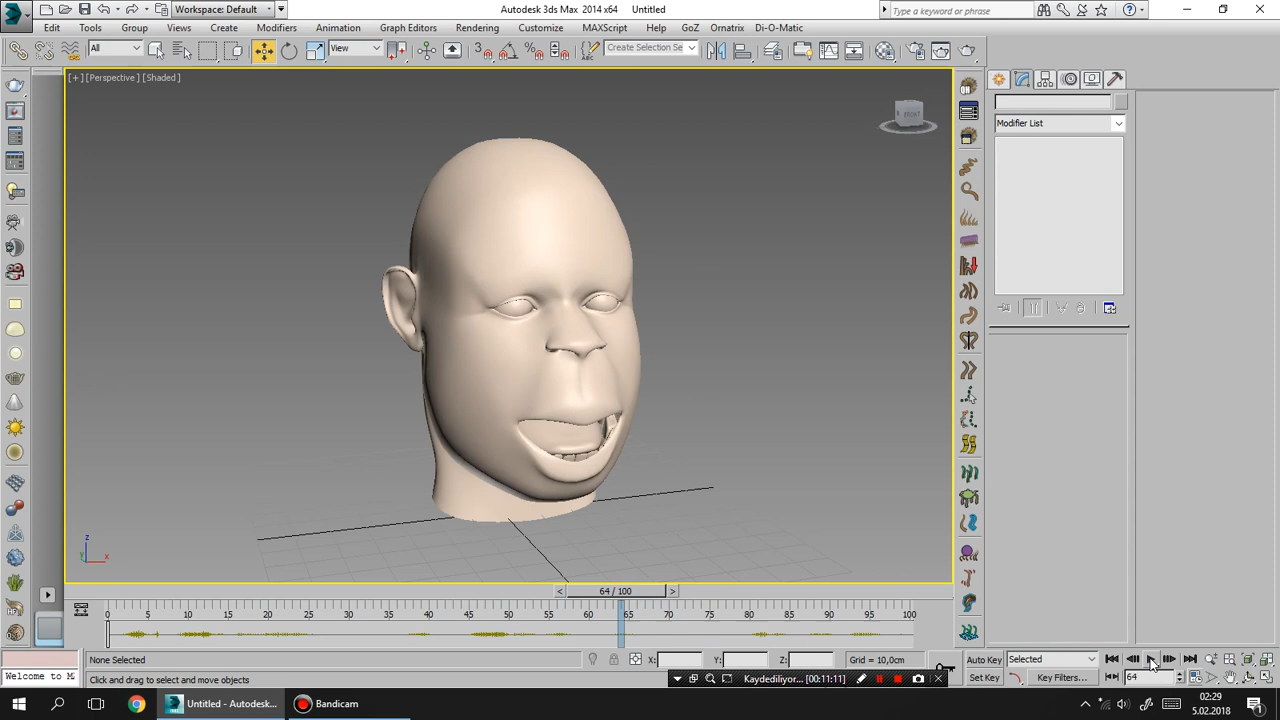 Workspace: Default
Autodesk 3ds Max 2014 x64
Untitled
Type a keyword or phrase
Edit Tools Group Views Create Modifiers Animation Graph Editors Rendering Customize MAXScript Help GoZ Ornatrix Di-O-Matic
All
View
Create Selection Se
[+] [Perspective] [Shaded]
FRONT
Modifier List
z
y
x
< 64 / 100 >
0 5 10 15 20 25 30 35 40 45 50 55 60 65 70 75 80 85 90 95 100
None Selected
X:
Y:
Z:
Grid = 10,0cm
Auto Key
Selected
Welcome to M
Click and drag to select and move objects
Kaydediliyor... [00:11:11]
Set Key
Key Filters...
64
Untitled - Autodesk...
Bandicam
02:29
5.02.2018